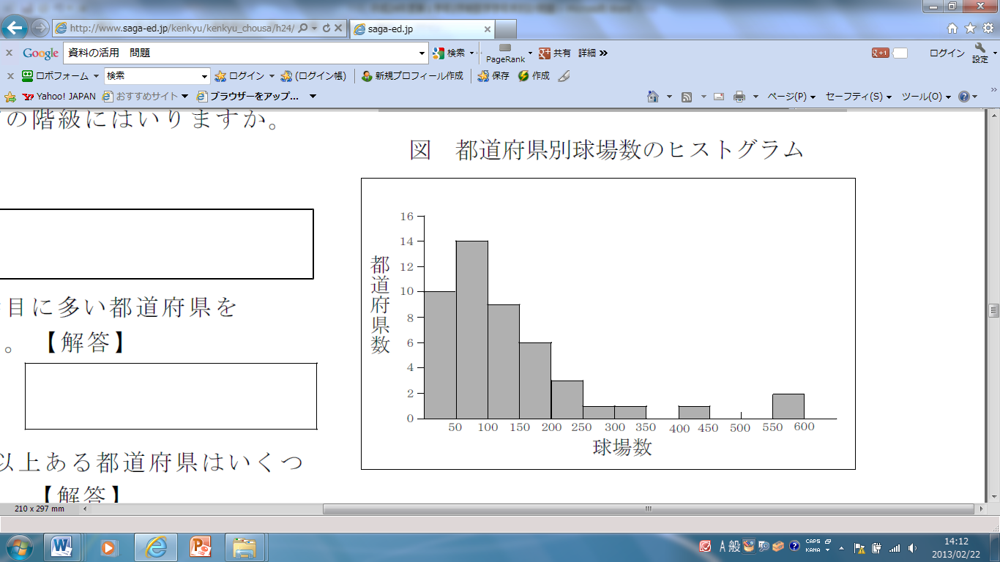 http://www.saga-ed.jp/kenkyu/kenkyu_chousa/h24/
saga-ed.jp
Google 資料の活用 問題 検索 PageRank 共有 詳細 ログイン 設定
ロボフォーム 検索 ログイン (ログイン帳) 新規プロフィール作成 保存 作成
Yahoo! JAPAN おすすめサイト ブラウザーをアップ... ページ(P) セーフティ(S) ツール(O)
の階級にはいりますか。
図 都道府県別球場数のヒストグラム
都道府県数
16
14
12
10
8
6
4
2
0
50 100 150 200 250 300 350 400 450 500 550 600
球場数
目に多い都道府県を
。【解答】
以上ある都道府県はいくつ
【解答】
210 x 297 mm
A 般 CAPS KANA
14:12
2013/02/22